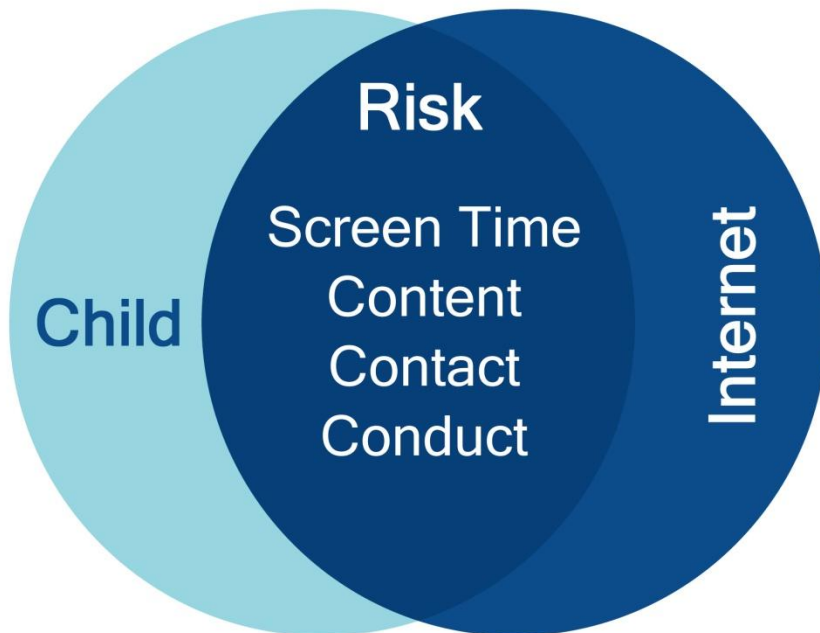 Risk
Screen Time
Content
Contact
Conduct
Child
Internet